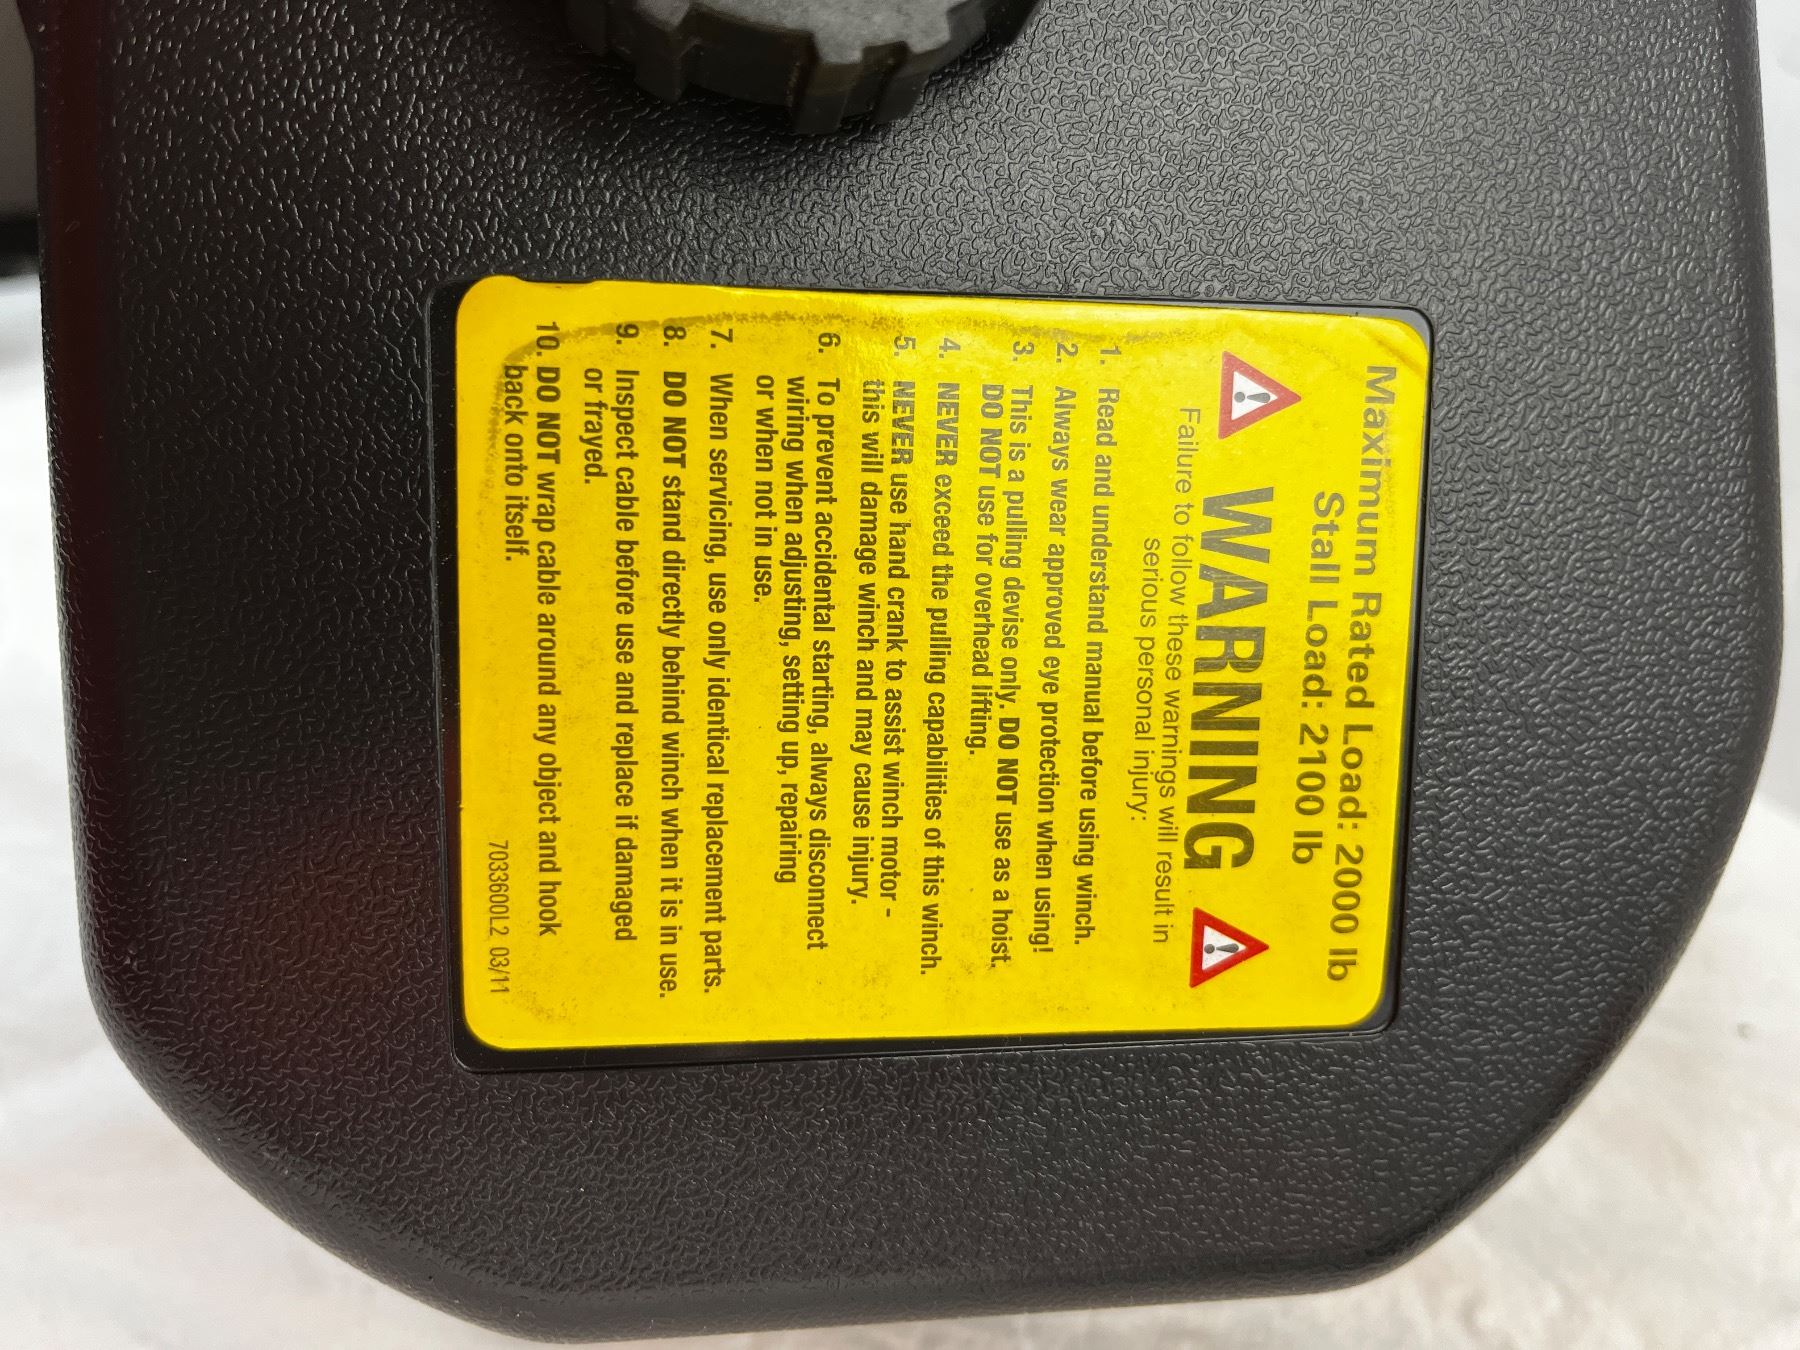 Maximum Rated Load: 2000 lb
Stall Load: 2100 lb
WARNING
Failure to follow these warnings will result in
serious personal injury:
1. Read and understand manual before using winch.
2. Always wear approved eye protection when using!
3. This is a pulling devise only. DO NOT use as a hoist.
DO NOT use for overhead lifting.
4. NEVER exceed the pulling capabilities of this winch.
5. NEVER use hand crank to assist winch motor -
this will damage winch and may cause injury.
6. To prevent accidental starting, always disconnect
wiring when adjusting, setting up, repairing
or when not in use.
7. When servicing, use only identical replacement parts.
8. DO NOT stand directly behind winch when it is in use.
9. Inspect cable before use and replace if damaged
or frayed.
10. DO NOT wrap cable around any object and hook
back onto itself.
7033600L2 03/11